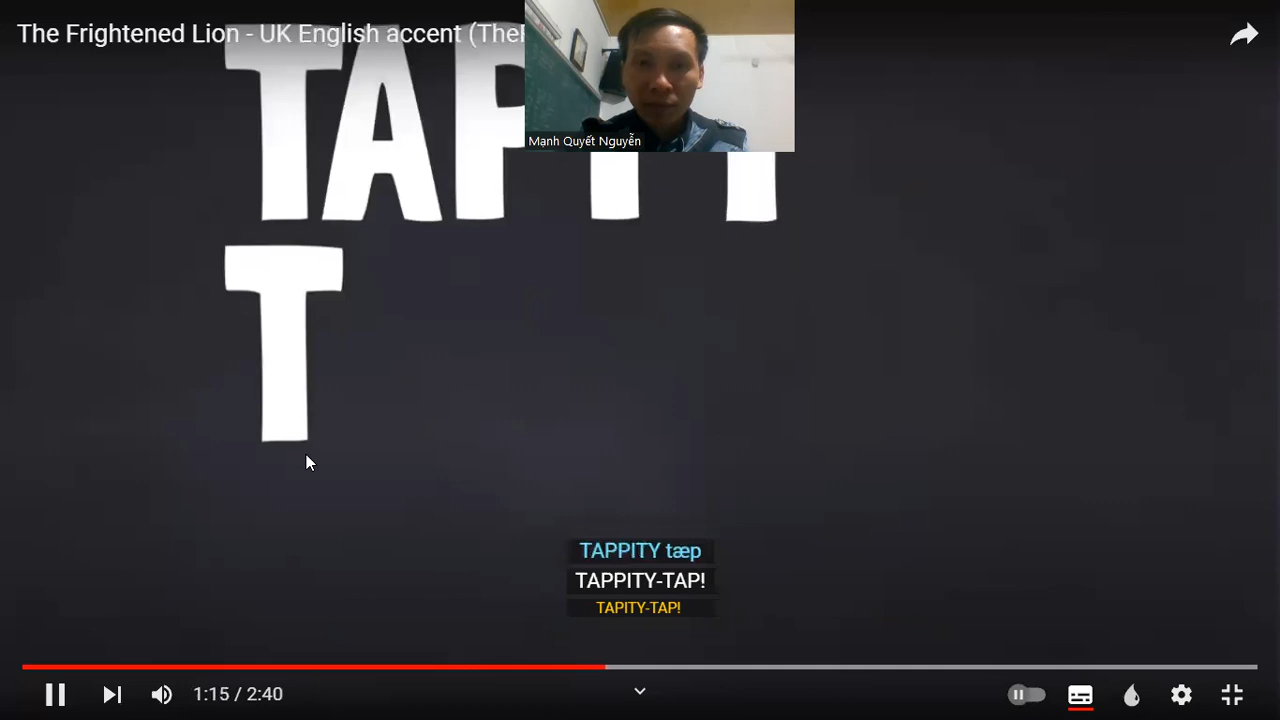 The Frightened Lion - UK English accent (The
TAPPITY
T
Mạnh Quyết Nguyễn
TAPPITY tæp
TAPPITY-TAP!
TAPITY-TAP!
1:15 / 2:40